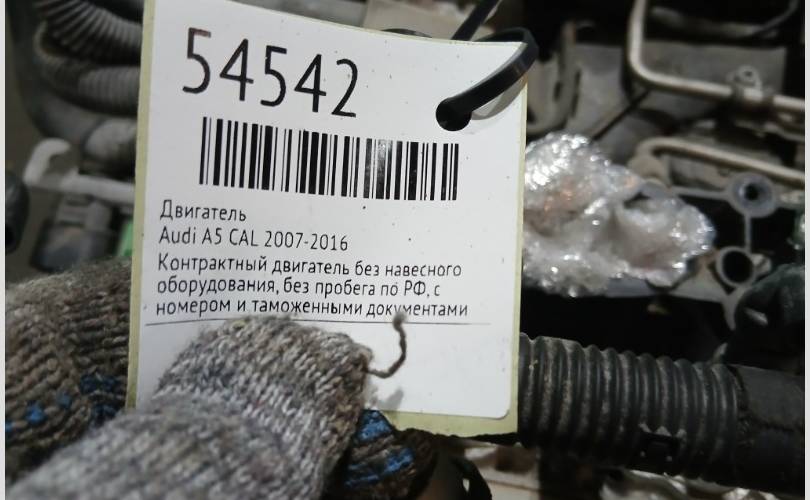 54542
Двигатель
Audi A5 CAL 2007-2016
Контрактный двигатель без навесного
оборудования, без пробега по РФ, с
номером и таможенными документами